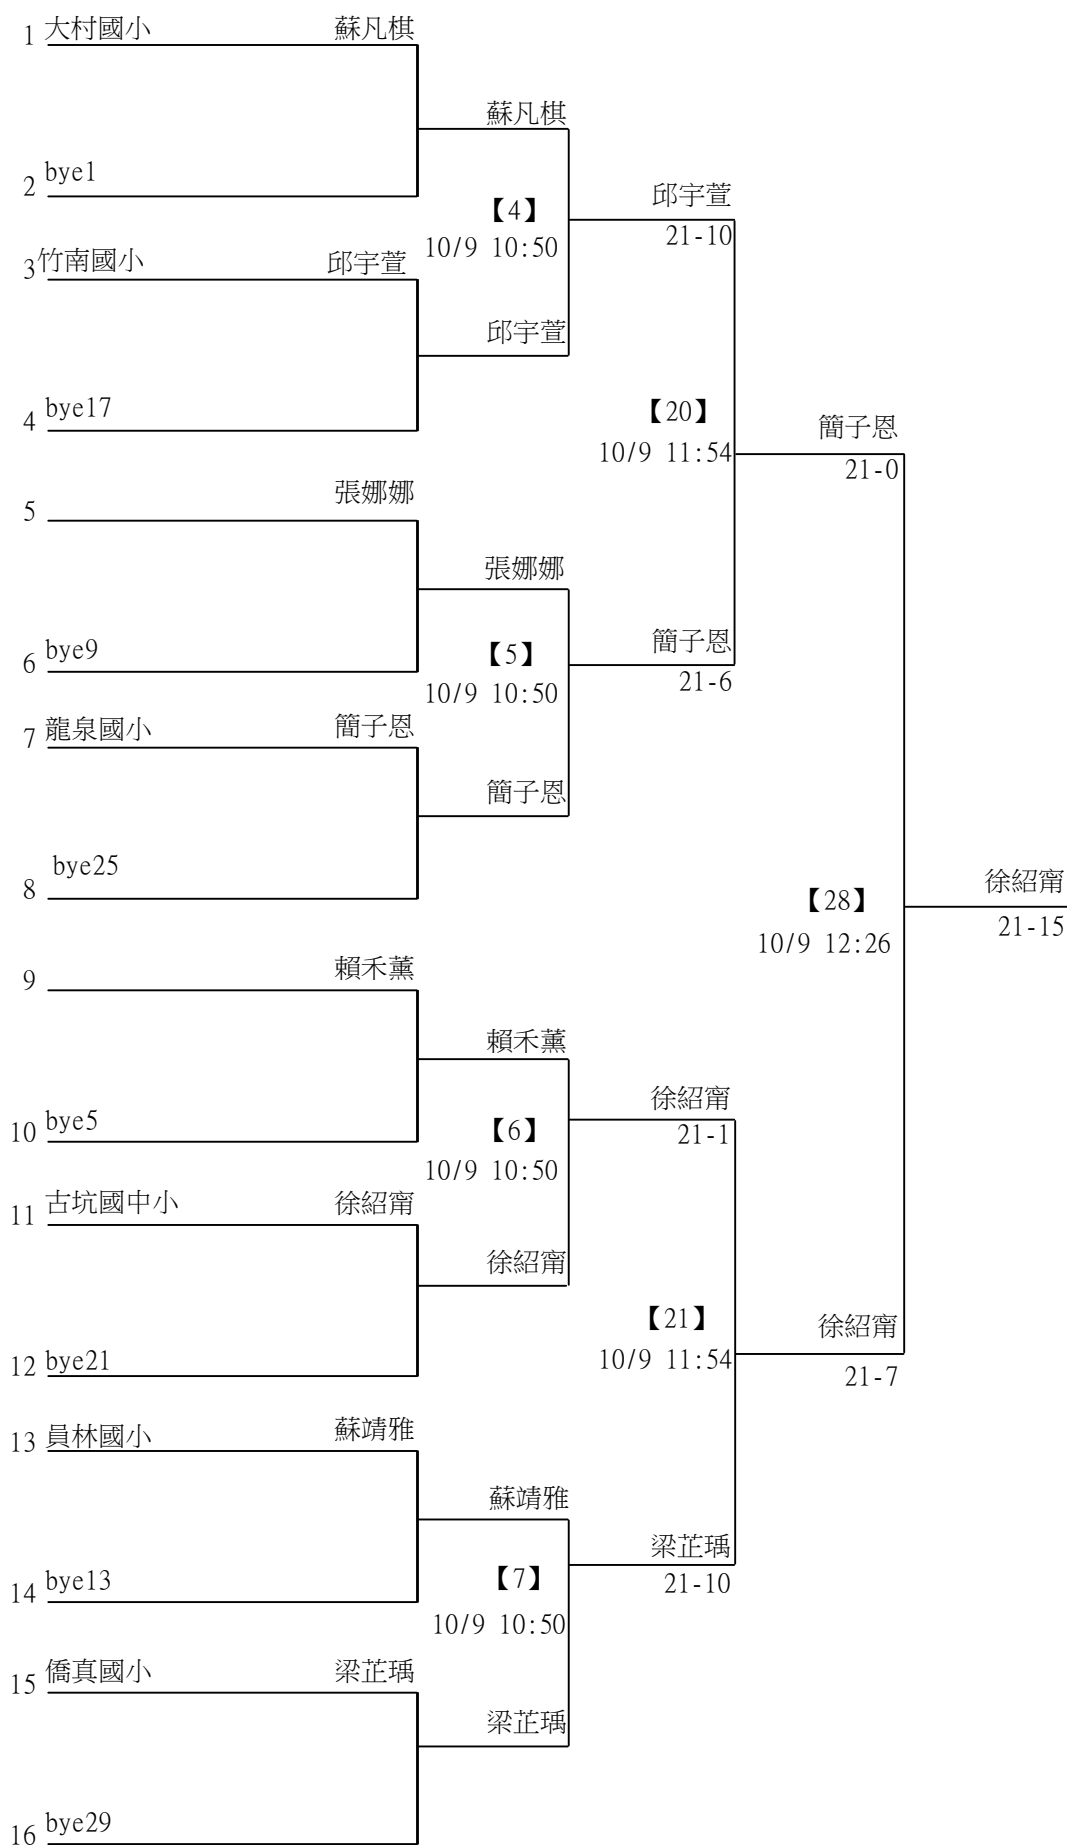 1 大村國小 蘇凡棋
蘇凡棋
2 bye1
邱宇萱
【4】
21-10
10/9 10:50
3 竹南國小 邱宇萱
邱宇萱
4 bye17
【20】
簡子恩
10/9 11:54
21-0
5 張娜娜
張娜娜
簡子恩
6 bye9
【5】
21-6
10/9 10:50
7 龍泉國小 簡子恩
簡子恩
8 bye25
徐紹甯
【28】
21-15
10/9 12:26
9 賴禾薰
賴禾薰
徐紹甯
10 bye5
【6】
21-1
10/9 10:50
11 古坑國中小 徐紹甯
徐紹甯
【21】
徐紹甯
10/9 11:54
21-7
12 bye21
13 員林國小 蘇靖雅
蘇靖雅
梁芷瑀
【7】
21-10
14 bye13
10/9 10:50
15 僑真國小 梁芷瑀
梁芷瑀
16 bye29